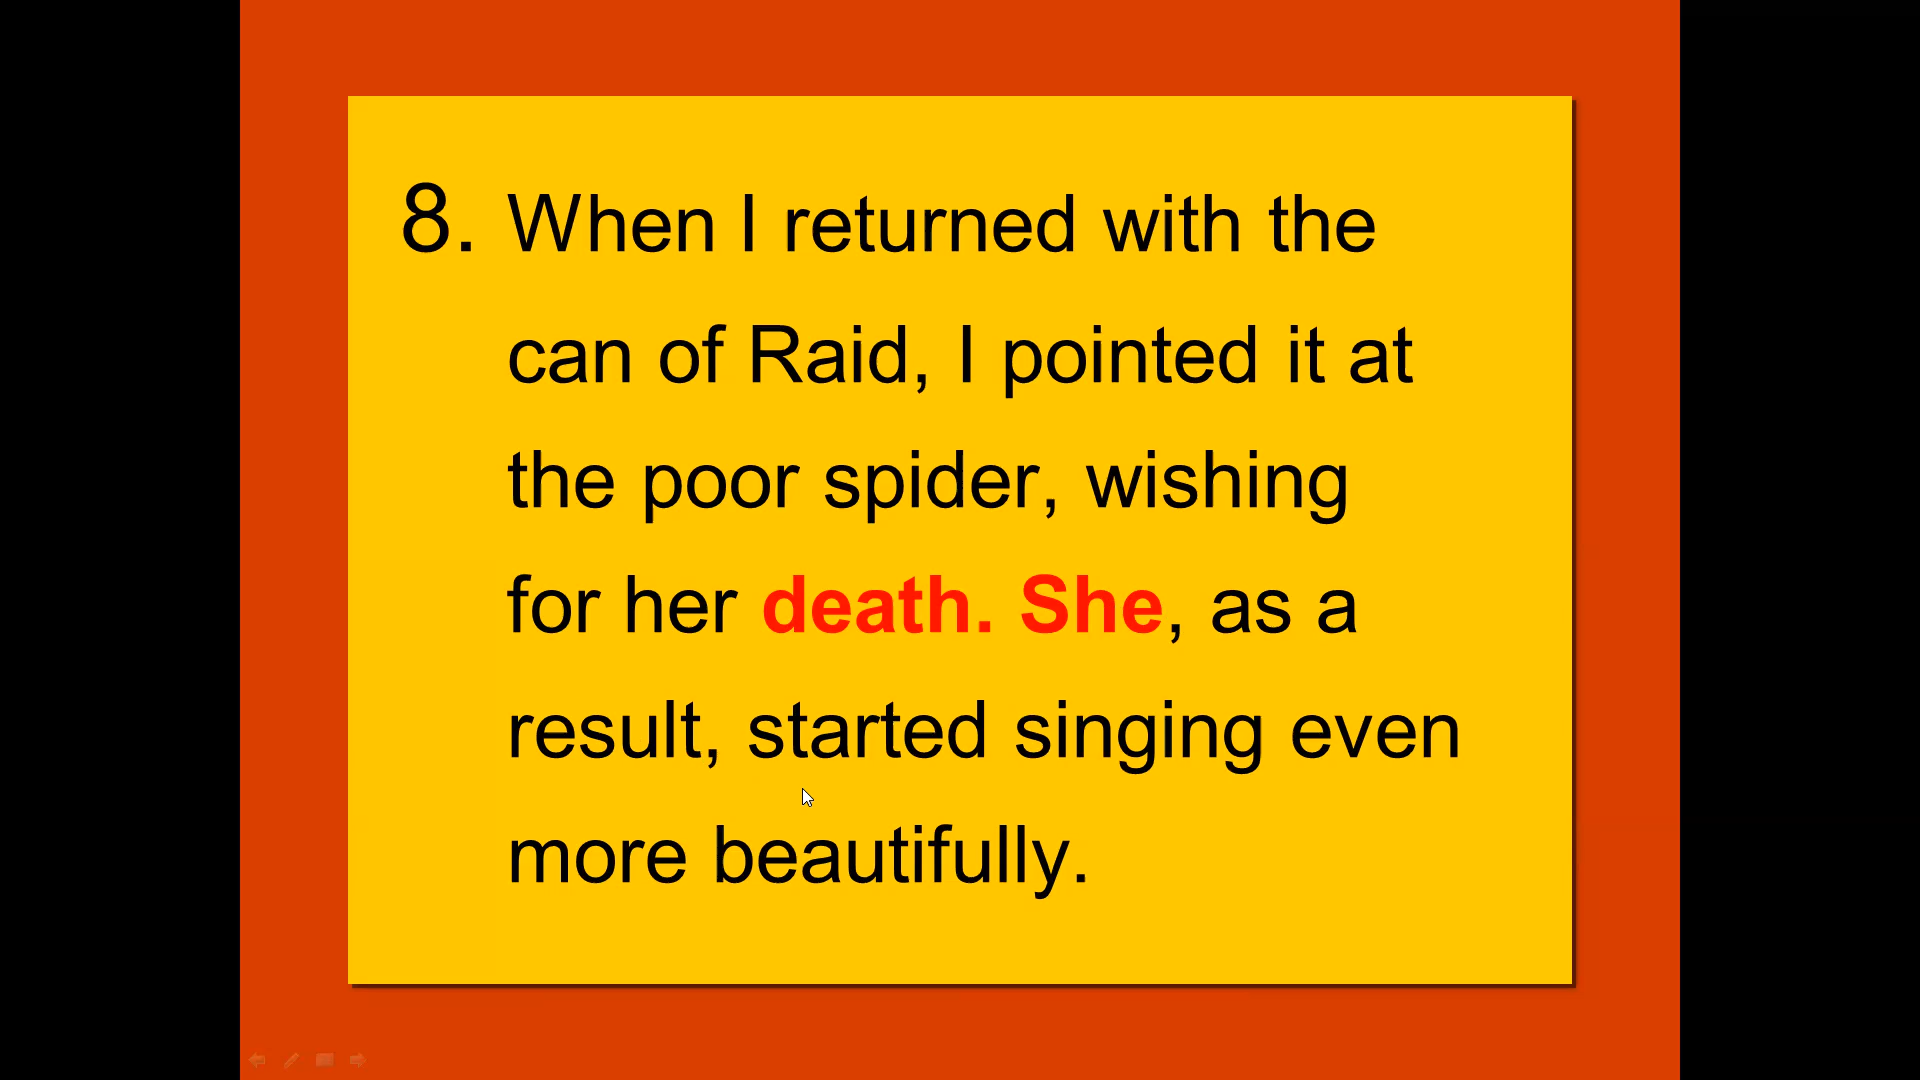 8. When I returned with the
can of Raid, I pointed it at
the poor spider, wishing
for her death. She, as a
result, started singing even
more beautifully.